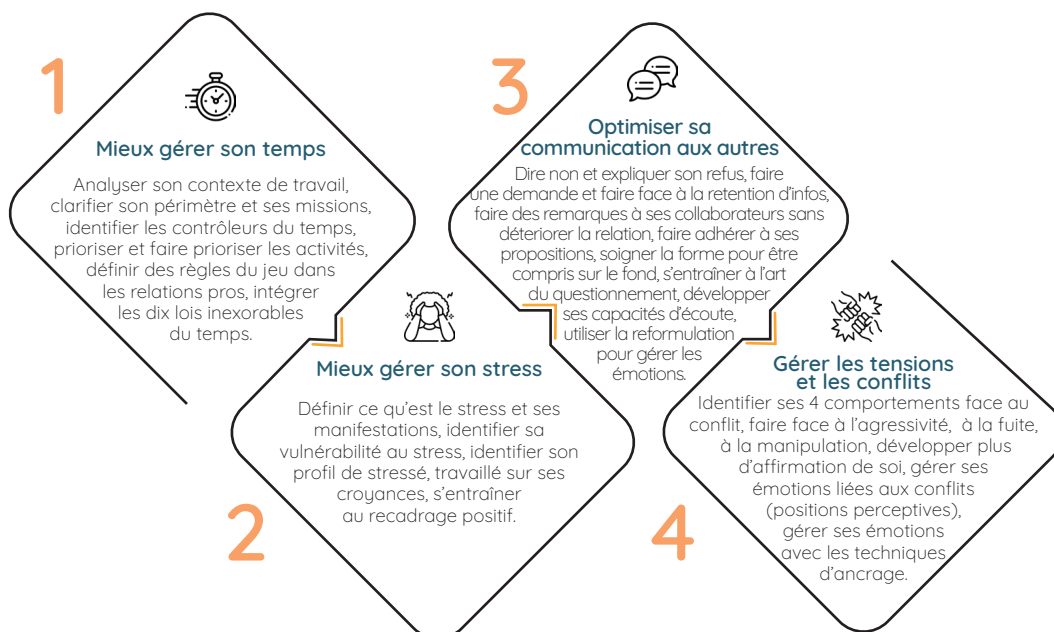 1
Mieux gérer son temps
Analyser son contexte de travail,
clarifier son périmètre et ses missions,
identifier les contrôleurs du temps,
prioriser et faire prioriser les activités,
définir des règles du jeu dans
les relations pros, intégrer
les dix lois inexorables
du temps.
2
Mieux gérer son stress
Définir ce qu'est le stress et ses
manifestations, identifier sa
vulnérabilité au stress, identifier son
profil de stressé, travaillé sur ses
croyances, s'entraîner
au recadrage positif.
3
Optimiser sa
communication aux autres
Dire non et expliquer son refus, faire
une demande et faire face à la retention d'infos,
faire des remarques à ses collaborateurs sans
déteriorer la relation, faire adhérer à ses
propositions, soigner la forme pour être
compris sur le fond, s'entraîner à l'art
du questionnement, développer
ses capacités d'écoute,
utiliser la reformulation
pour gérer les
émotions.
4
Gérer les tensions
et les conflits
Identifier ses 4 comportements face au
conflit, faire face à l'agressivité, à la fuite,
à la manipulation, développer plus
d'affirmation de soi, gérer ses
émotions liées aux conflits
(positions perceptives),
gérer ses émotions
avec les techniques
d'ancrage.